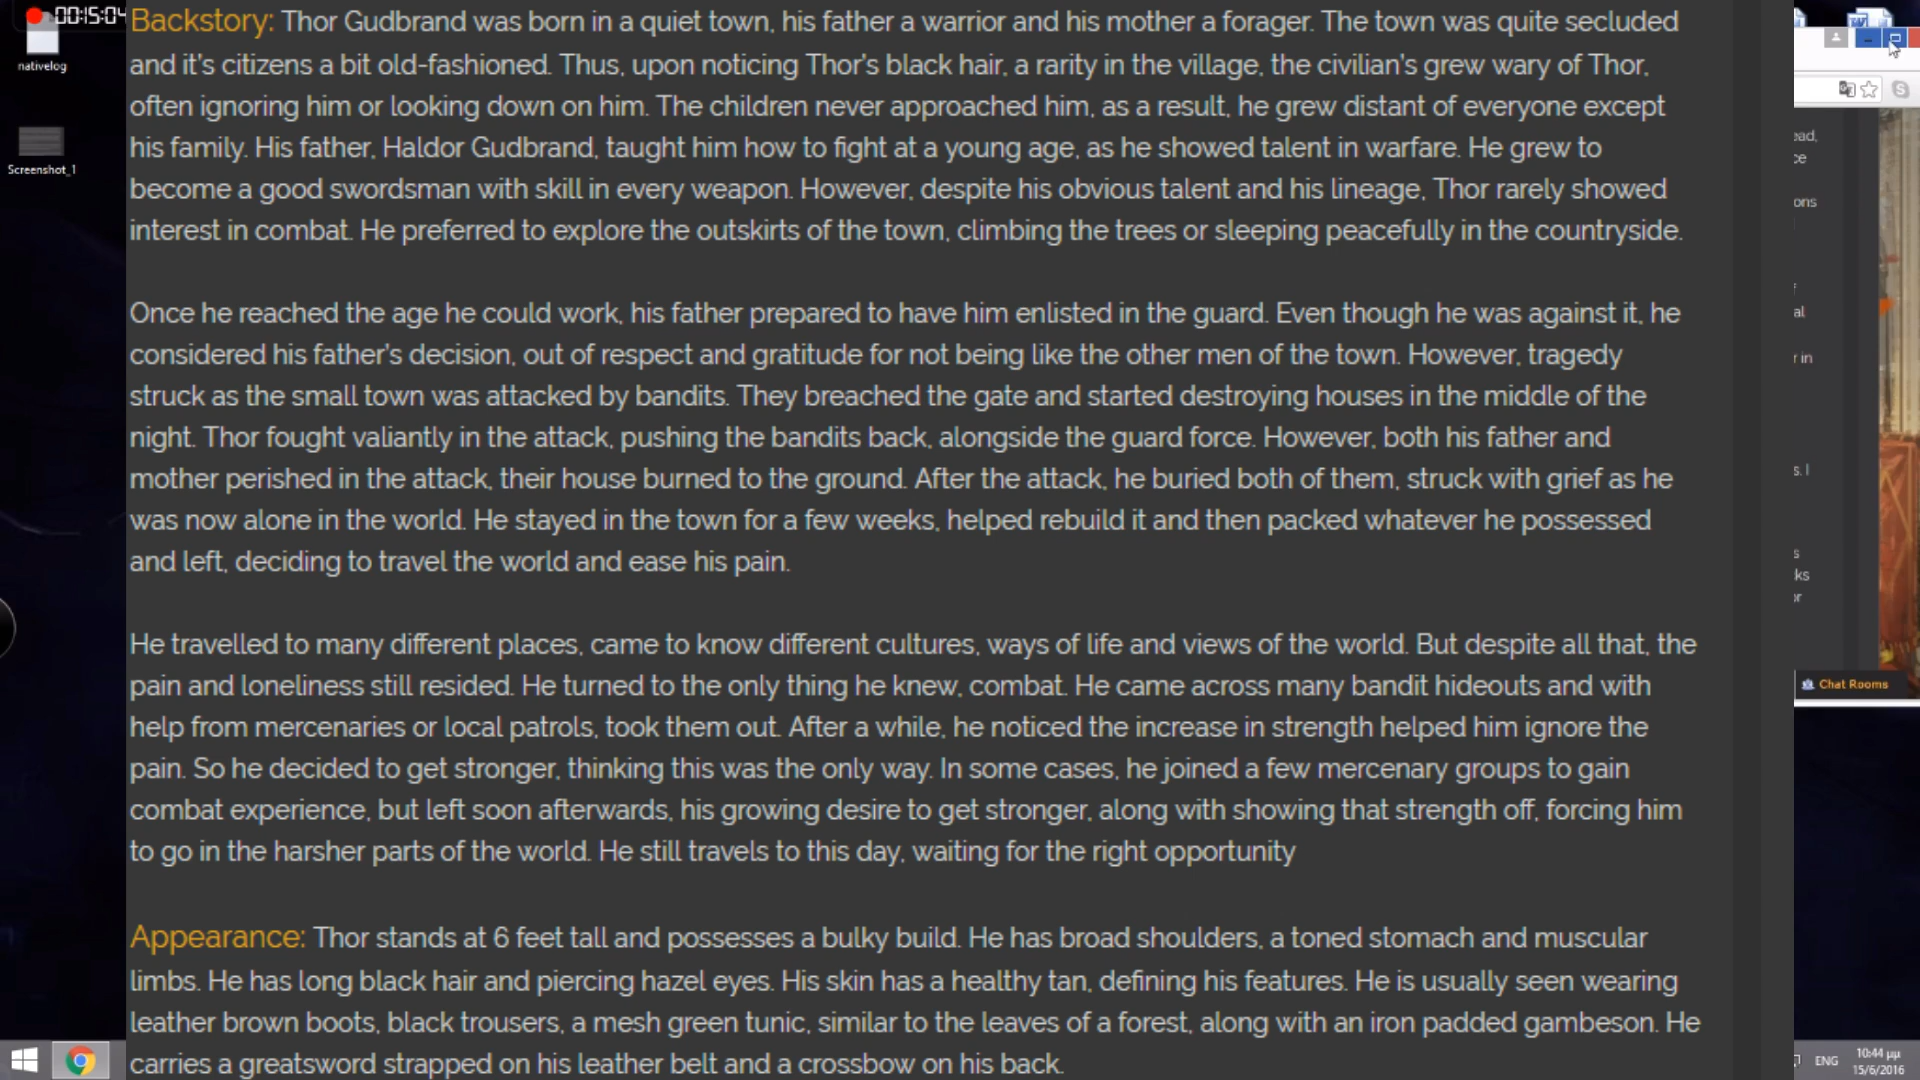 00:15:04
nativelog
Screenshot_1
Backstory: Thor Gudbrand was born in a quiet town, his father a warrior and his mother a forager. The town was quite secluded
and it's citizens a bit old-fashioned. Thus, upon noticing Thor's black hair, a rarity in the village, the civilian's grew wary of Thor,
often ignoring him or looking down on him. The children never approached him, as a result, he grew distant of everyone except
his family. His father, Haldor Gudbrand, taught him how to fight at a young age, as he showed talent in warfare. He grew to
become a good swordsman with skill in every weapon. However, despite his obvious talent and his lineage, Thor rarely showed
interest in combat. He preferred to explore the outskirts of the town, climbing the trees or sleeping peacefully in the countryside.
Once he reached the age he could work, his father prepared to have him enlisted in the guard. Even though he was against it, he
considered his father's decision, out of respect and gratitude for not being like the other men of the town. However, tragedy
struck as the small town was attacked by bandits. They breached the gate and started destroying houses in the middle of the
night. Thor fought valiantly in the attack, pushing the bandits back, alongside the guard force. However, both his father and
mother perished in the attack, their house burned to the ground. After the attack, he buried both of them, struck with grief as he
was now alone in the world. He stayed in the town for a few weeks, helped rebuild it and then packed whatever he possessed
and left, deciding to travel the world and ease his pain.
He travelled to many different places, came to know different cultures, ways of life and views of the world. But despite all that, the
pain and loneliness still resided. He turned to the only thing he knew, combat. He came across many bandit hideouts and with
help from mercenaries or local patrols, took them out. After a while, he noticed the increase in strength helped him ignore the
pain. So he decided to get stronger, thinking this was the only way. In some cases, he joined a few mercenary groups to gain
combat experience, but left soon afterwards, his growing desire to get stronger, along with showing that strength off, forcing him
to go in the harsher parts of the world. He still travels to this day, waiting for the right opportunity
Appearance: Thor stands at 6 feet tall and possesses a bulky build. He has broad shoulders, a toned stomach and muscular
limbs. He has long black hair and piercing hazel eyes. His skin has a healthy tan, defining his features. He is usually seen wearing
leather brown boots, black trousers, a mesh green tunic, similar to the leaves of a forest, along with an iron padded gambeson. He
carries a greatsword strapped on his leather belt and a crossbow on his back.
ead,
ce
ons
al
r in
s. I
s
ks
or
Chat Rooms
ENG
10:44 μμ
15/6/2016